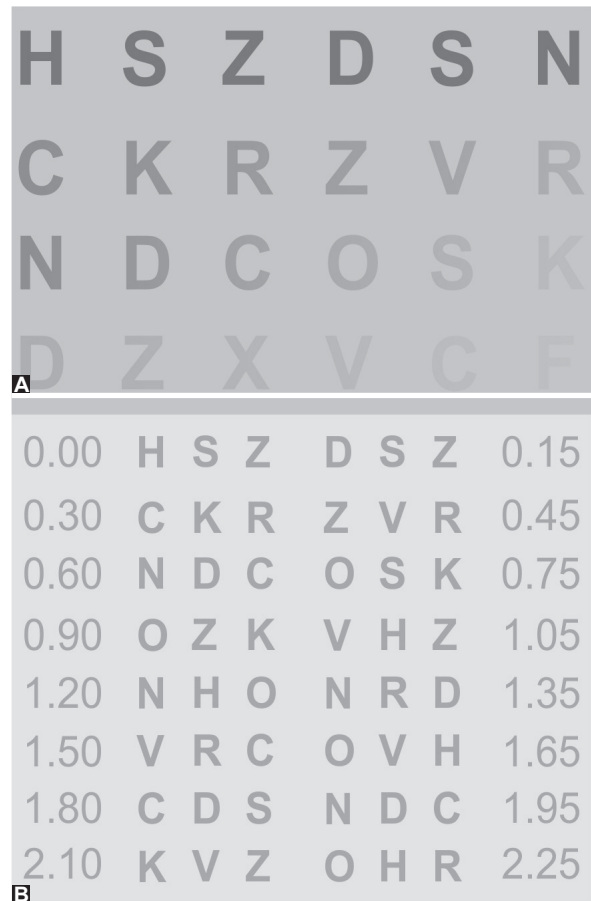 H S Z D S N
C K R Z V R
N D C O S K
D Z X V C F
A
0.00 H S Z D S Z 0.15
0.30 C K R Z V R 0.45
0.60 N D C O S K 0.75
0.90 O Z K V H Z 1.05
1.20 N H O N R D 1.35
1.50 V R C O V H 1.65
1.80 C D S N D C 1.95
2.10 K V Z O H R 2.25
B